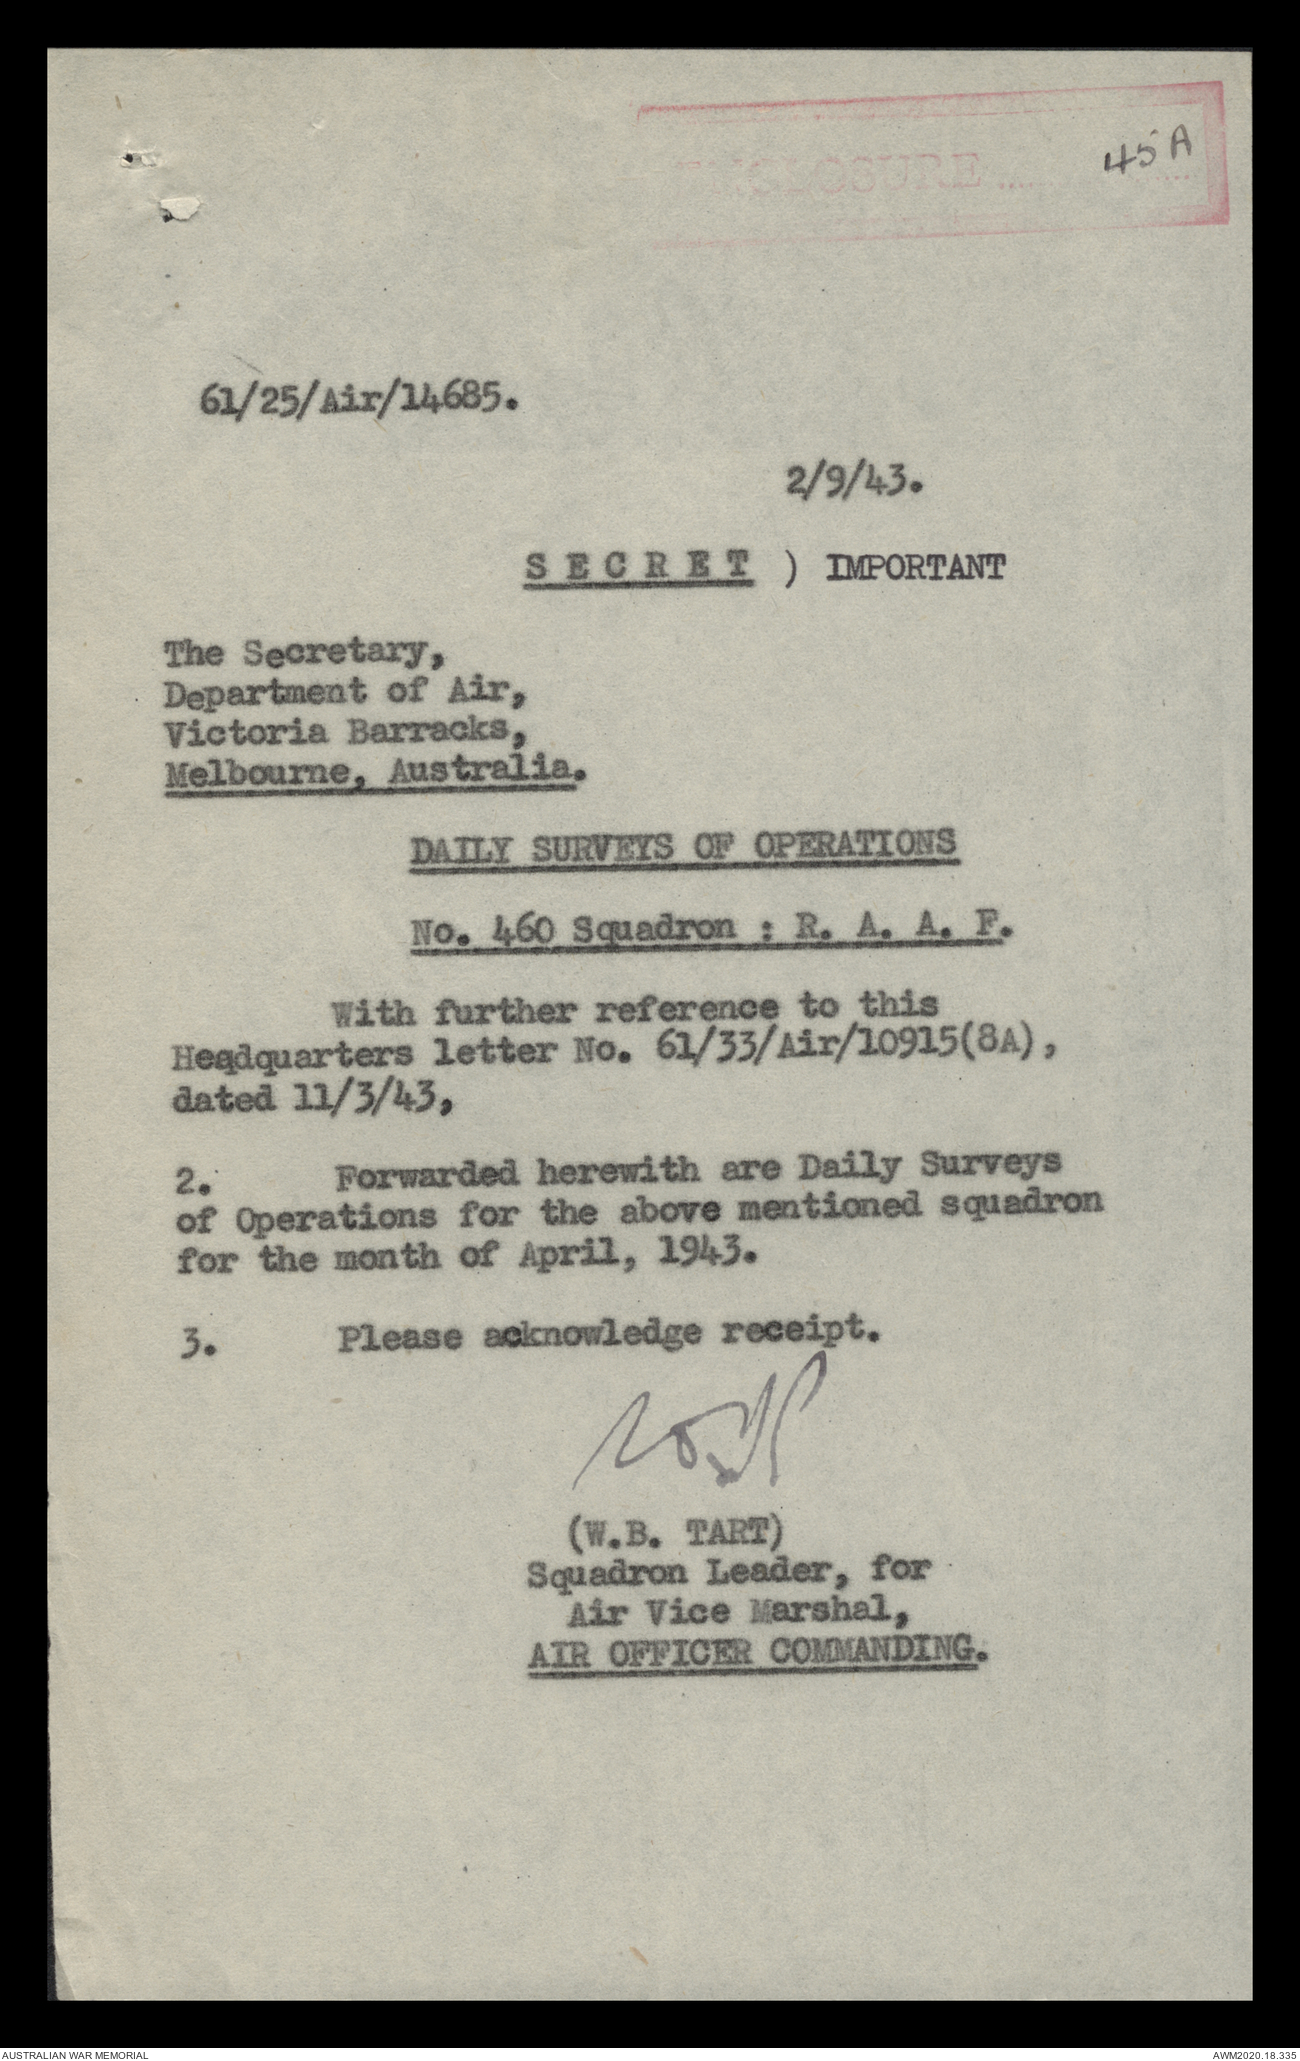 ENCLOSURE ...... 45A
61/25/Air/14685.
2/9/43.
S E C R E T ) IMPORTANT
The Secretary,
Department of Air,
Victoria Barracks,
Melbourne, Australia.
DAILY SURVEYS OF OPERATIONS
No. 460 Squadron : R. A. A. F.
With further reference to this
Headquarters letter No. 61/33/Air/10915(8A),
dated 11/3/43,
2. Forwarded herewith are Daily Surveys
of Operations for the above mentioned squadron
for the month of April, 1943.
3. Please acknowledge receipt.
(W.B. TART)
Squadron Leader, for
Air Vice Marshal,
AIR OFFICER COMMANDING.
AUSTRALIAN WAR MEMORIAL
AWM2020.18.335